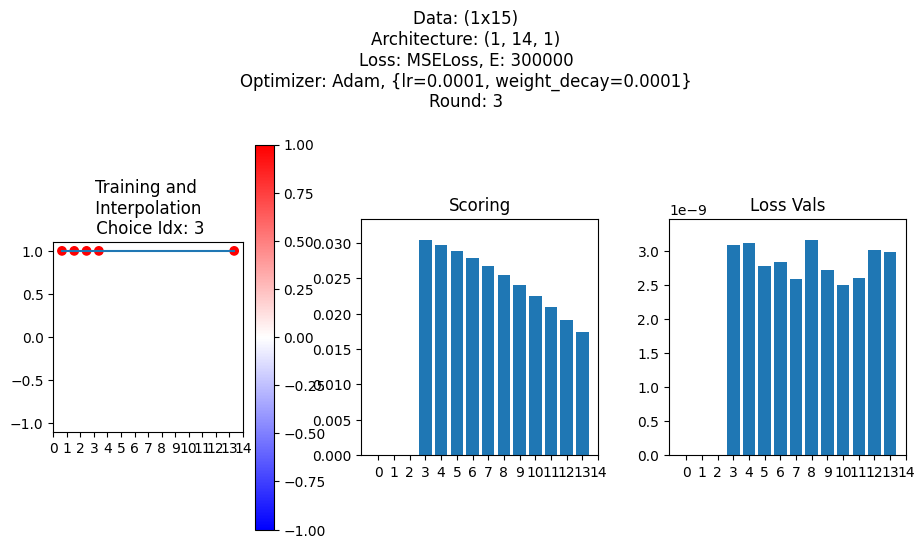 Data: (1x15)
Architecture: (1, 14, 1)
Loss: MSELoss, E: 300000
Optimizer: Adam, {lr=0.0001, weight_decay=0.0001}
Round: 3
Training and
Interpolation
Choice Idx: 3
1.0
0.5
0.0
−0.5
−1.0
0 1 2 3 4 5 6 7 8 9 10 11 12 13 14
1.00
0.75
0.50
0.25
0.00
−0.25
−0.50
−0.75
−1.00
Scoring
0.030
0.025
0.020
0.015
0.010
0.005
0.000
0 1 2 3 4 5 6 7 8 9 10 11 12 13 14
Loss Vals
1e−9
3.0
2.5
2.0
1.5
1.0
0.5
0.0
0 1 2 3 4 5 6 7 8 9 10 11 12 13 14